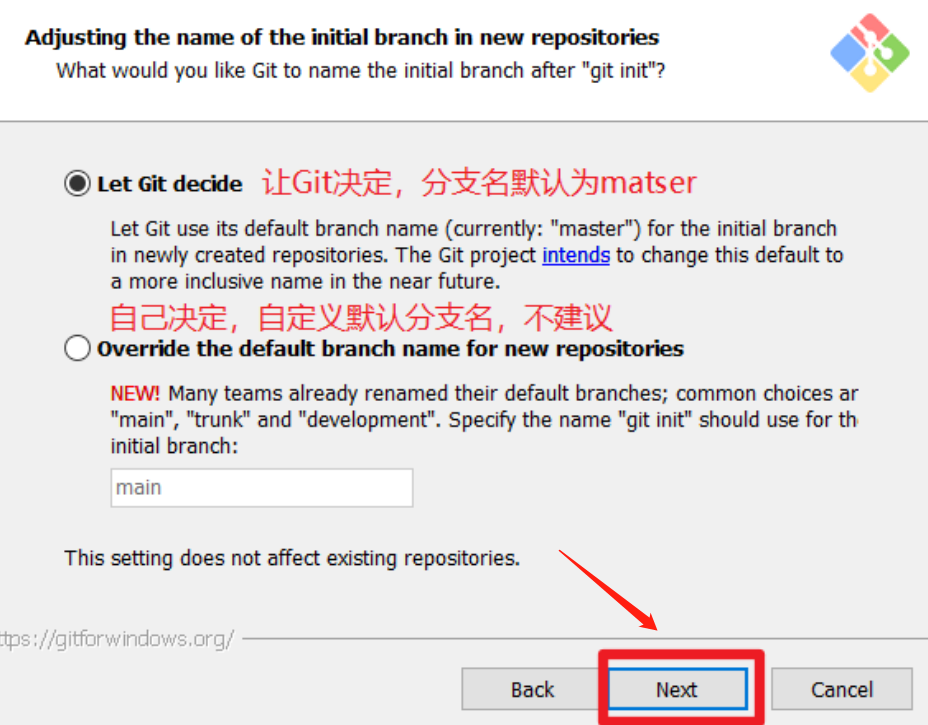 Adjusting the name of the initial branch in new repositories
What would you like Git to name the initial branch after "git init"?
Let Git decide 让Git决定，分支名默认为matser
Let Git use its default branch name (currently: "master") for the initial branch
in newly created repositories. The Git project intends to change this default to
a more inclusive name in the near future.
自己决定，自定义默认分支名，不建议
Override the default branch name for new repositories
NEW! Many teams already renamed their default branches; common choices ar
"main", "trunk" and "development". Specify the name "git init" should use for th
initial branch:
main
This setting does not affect existing repositories.
ttps://gitforwindows.org/
Back Next Cancel